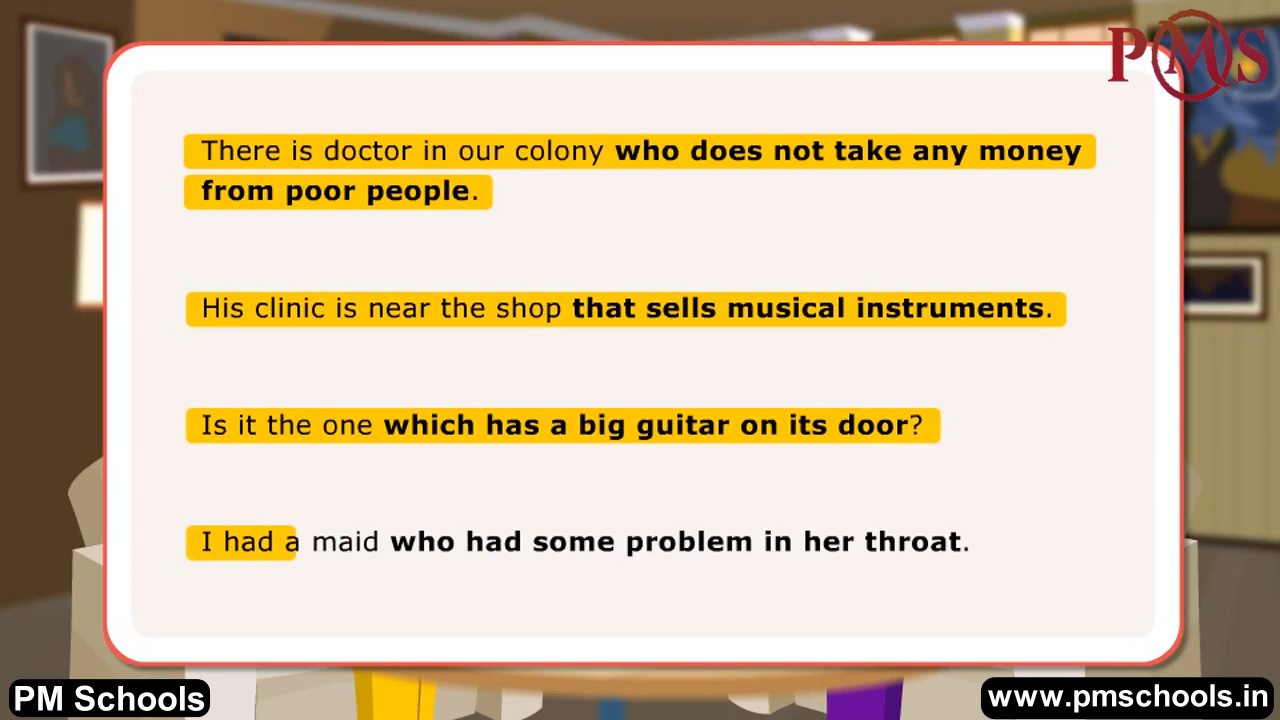 PMS
There is doctor in our colony who does not take any money
from poor people.
His clinic is near the shop that sells musical instruments.
Is it the one which has a big guitar on its door?
I had a maid who had some problem in her throat.
PM Schools
www.pmschools.in